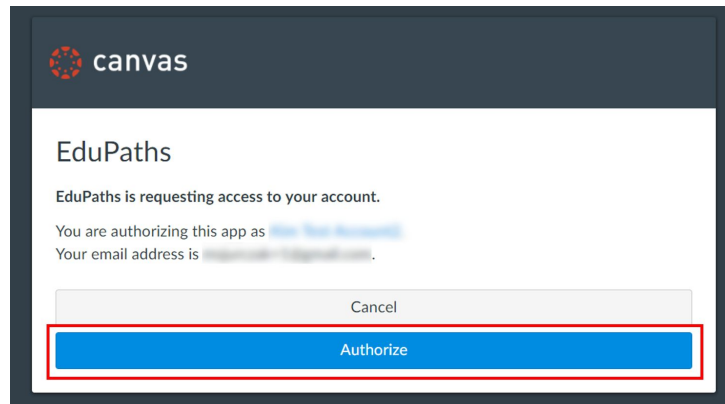 canvas
EduPaths
EduPaths is requesting access to your account.
You are authorizing this app as
Your email address is .
Cancel
Authorize